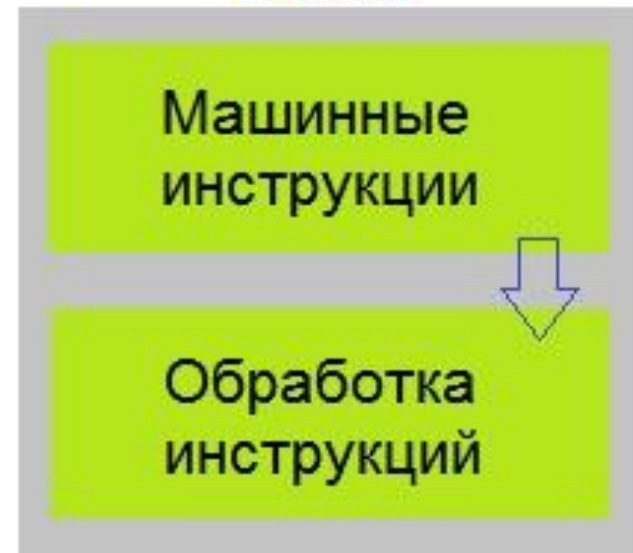 Машинные
инструкции
Обработка
инструкций